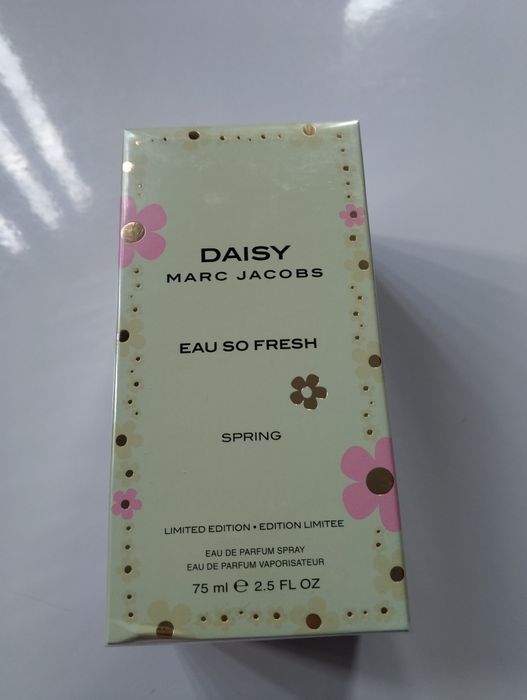 DAISY
MARC JACOBS
EAU SO FRESH
SPRING
LIMITED EDITION • EDITION LIMITEE
EAU DE PARFUM SPRAY
EAU DE PARFUM VAPORISATEUR
75 ml ℮ 2.5 FL OZ